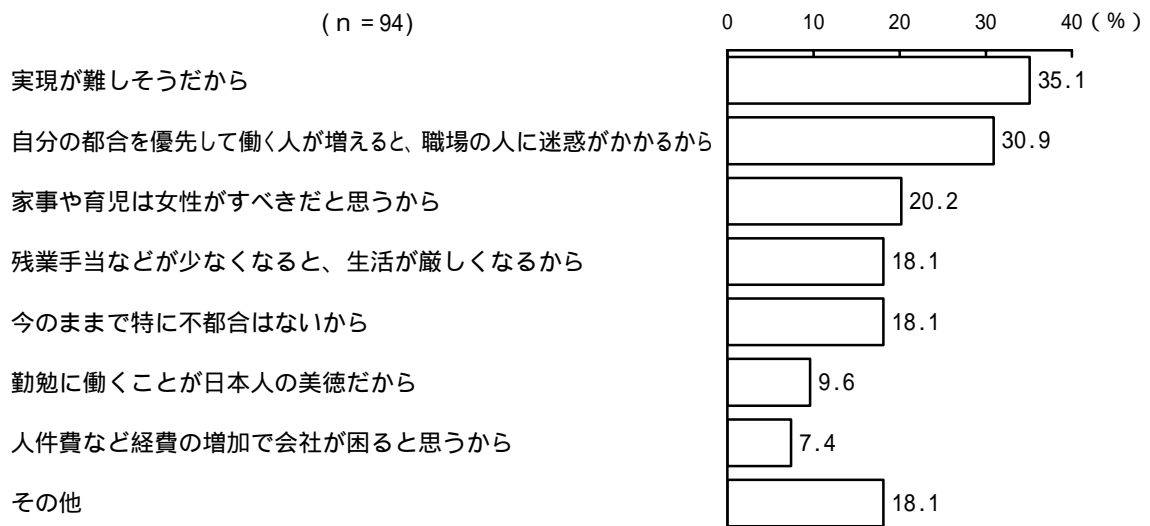 (n=94)
0 10 20 30 40(%)
実現が難しそうだから 35.1
自分の都合を優先して働く人が増えると、職場の人に迷惑がかかるから 30.9
家事や育児は女性がすべきだと思うから 20.2
残業手当などが少なくなると、生活が厳しくなるから 18.1
今のままで特に不都合はないから 18.1
勤勉に働くことが日本人の美徳だから 9.6
人件費など経費の増加で会社が困ると思うから 7.4
その他 18.1